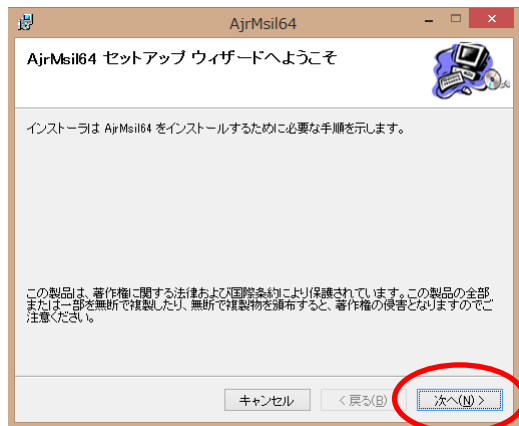 AjrMsil64
AjrMsil64 セットアップ ウィザードへようこそ
インストーラは AjrMsil64 をインストールするために必要な手順を示します。
この製品は、著作権に関する法律および国際条約により保護されています。この製品の全部
または一部を無断で複製したり、無断で複製物を頒布すると、著作権の侵害となりますのでご
注意ください。
キャンセル
< 戻る(B)
次へ(N) >